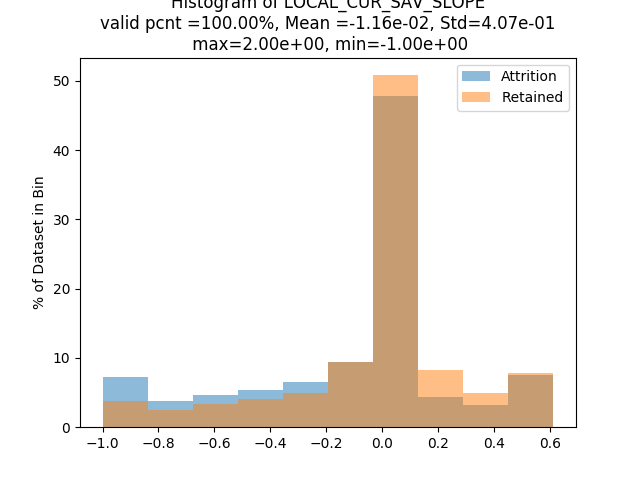 Histogram of LOCAL_CUR_SAV_SLOPE
valid pcnt =100.00%, Mean =-1.16e-02, Std=4.07e-01
max=2.00e+00, min=-1.00e+00
Attrition
Retained
% of Dataset in Bin
50
40
30
20
10
0
−1.0 −0.8 −0.6 −0.4 −0.2 0.0 0.2 0.4 0.6